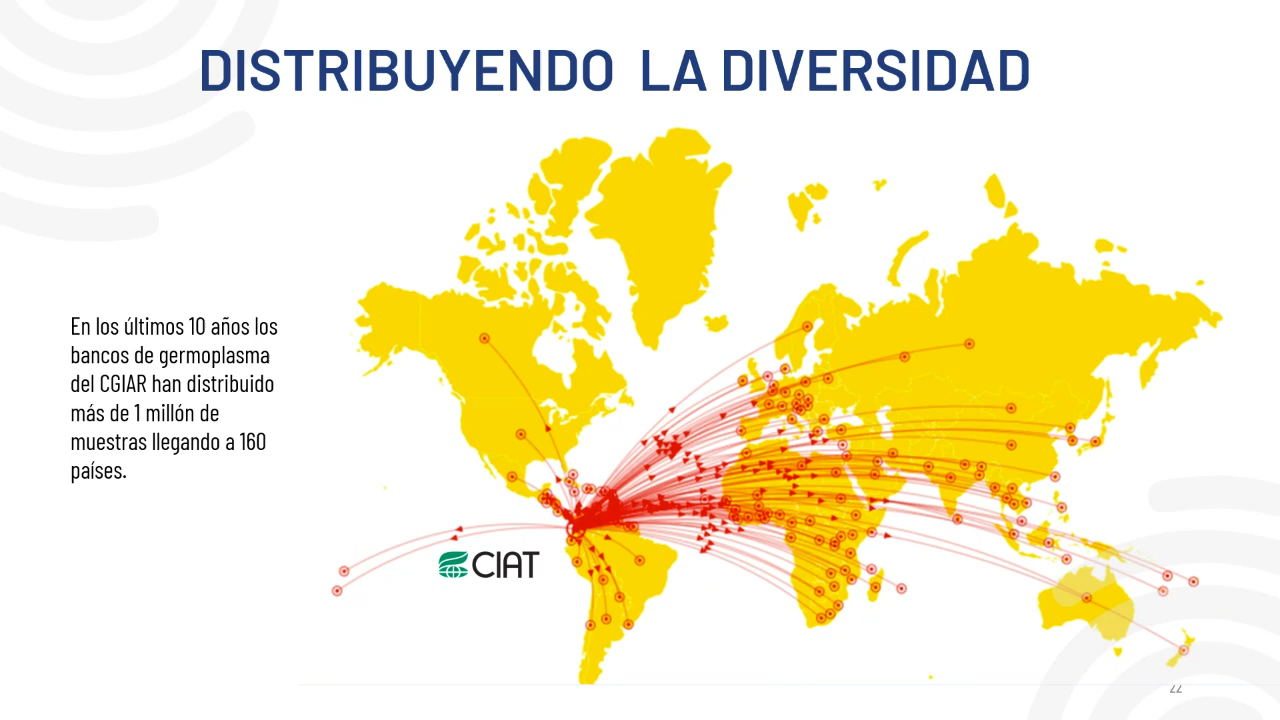 DISTRIBUYENDO LA DIVERSIDAD
En los últimos 10 años los
bancos de germoplasma
del CGIAR han distribuido
más de 1 millón de
muestras llegando a 160
países.
CIAT
22